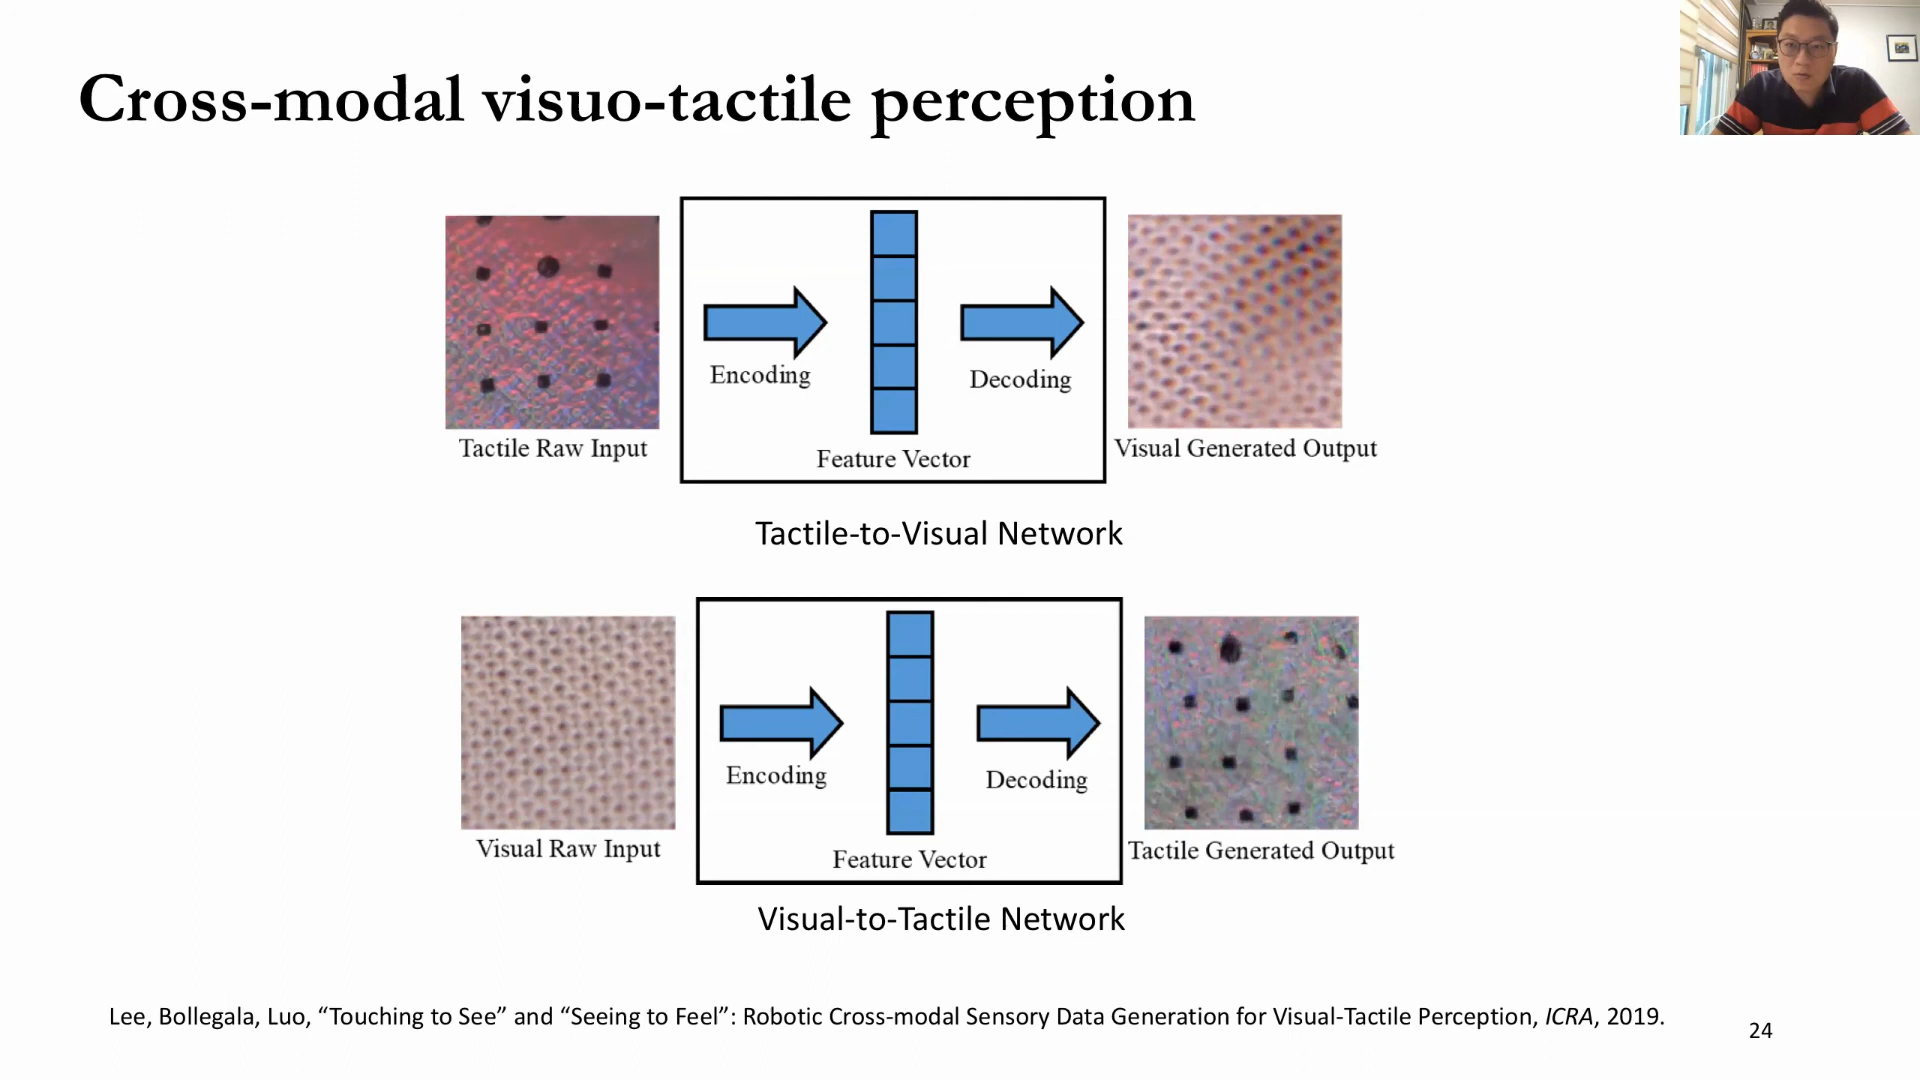 Cross-modal visuo-tactile perception
Encoding
Decoding
Tactile Raw Input
Feature Vector
Visual Generated Output
Tactile-to-Visual Network
Encoding
Decoding
Visual Raw Input
Feature Vector
Tactile Generated Output
Visual-to-Tactile Network
Lee, Bollegala, Luo, “Touching to See” and “Seeing to Feel”: Robotic Cross-modal Sensory Data Generation for Visual-Tactile Perception, ICRA, 2019.
24